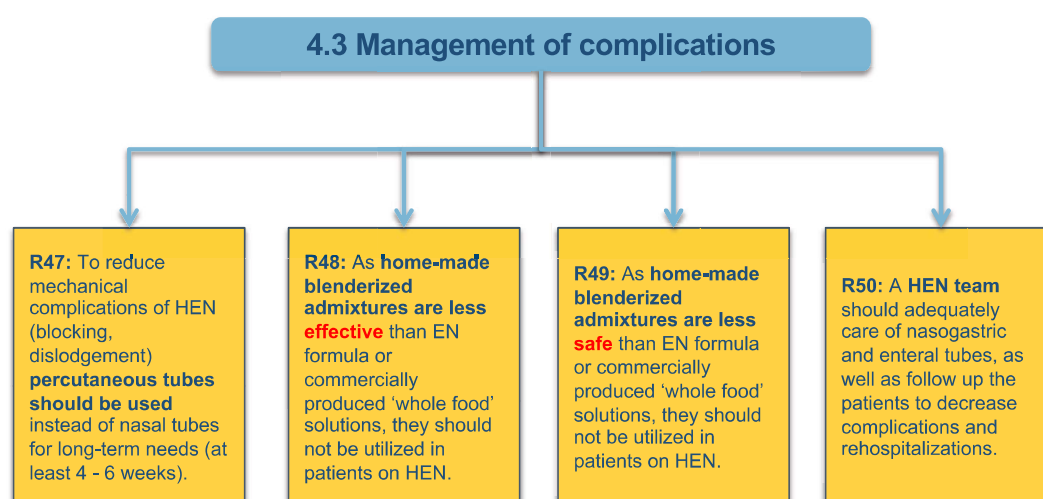 4.3 Management of complications
R47: To reduce
mechanical
complications of HEN
(blocking,
dislodgement)
percutaneous tubes
should be used
instead of nasal tubes
for long-term needs (at
least 4 - 6 weeks).
R48: As home-made
blenderized
admixtures are less
effective than EN
formula or
commercially
produced ‘whole food’
solutions, they should
not be utilized in
patients on HEN.
R49: As home-made
blenderized
admixtures are less
safe than EN formula
or commercially
produced ‘whole food’
solutions, they should
not be utilized in
patients on HEN.
R50: A HEN team
should adequately
care of nasogastric
and enteral tubes, as
well as follow up the
patients to decrease
complications and
rehospitalizations.